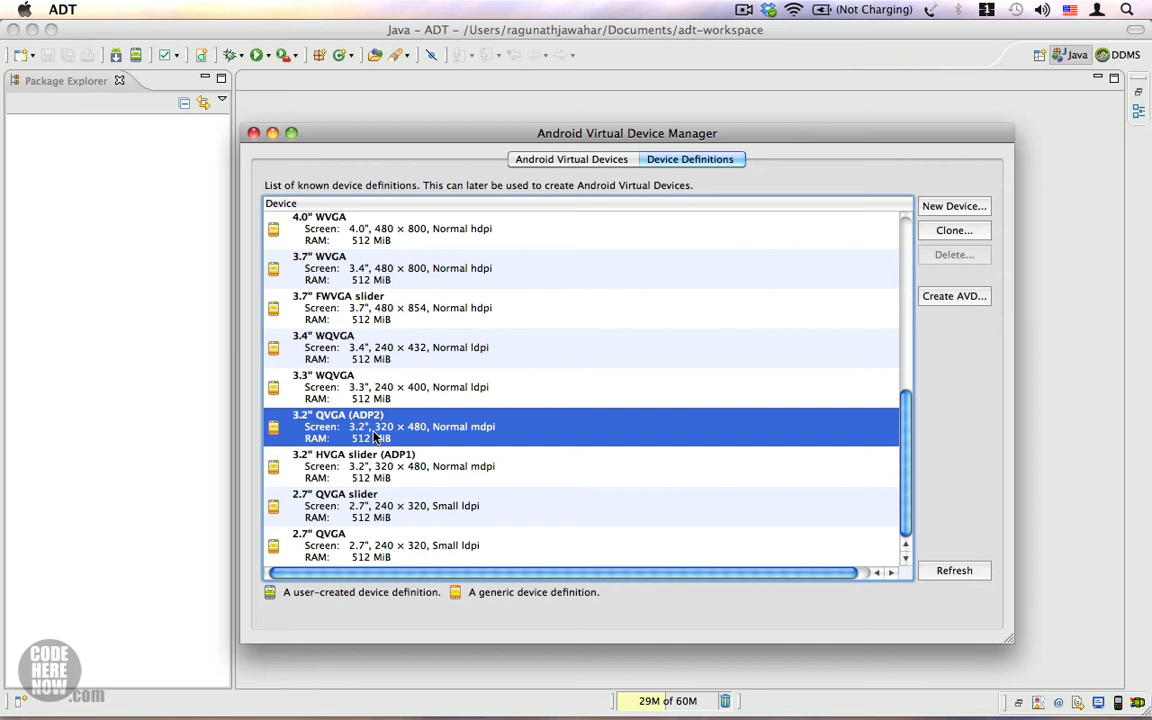 ADT
(Not Charging)
1
Java - ADT - /Users/ragunathjawahar/Documents/adt-workspace
Java
DDMS
Package Explorer
Android Virtual Device Manager
Android Virtual Devices
Device Definitions
List of known device definitions. This can later be used to create Android Virtual Devices.
Device
4.0" WVGA
Screen: 4.0", 480 × 800, Normal hdpi
RAM: 512 MiB
3.7" WVGA
Screen: 3.4", 480 × 800, Normal hdpi
RAM: 512 MiB
3.7" FWVGA slider
Screen: 3.7", 480 × 854, Normal hdpi
RAM: 512 MiB
3.4" WQVGA
Screen: 3.4", 240 × 432, Normal ldpi
RAM: 512 MiB
3.3" WQVGA
Screen: 3.3", 240 × 400, Normal ldpi
RAM: 512 MiB
3.2" QVGA (ADP2)
Screen: 3.2", 320 × 480, Normal mdpi
RAM: 512 MiB
3.2" HVGA slider (ADP1)
Screen: 3.2", 320 × 480, Normal mdpi
RAM: 512 MiB
2.7" QVGA slider
Screen: 2.7", 240 × 320, Small ldpi
RAM: 512 MiB
2.7" QVGA
Screen: 2.7", 240 × 320, Small ldpi
RAM: 512 MiB
New Device...
Clone...
Delete...
Create AVD...
Refresh
A user-created device definition.
A generic device definition.
CODE
HERE
NOW
.com
29M of 60M